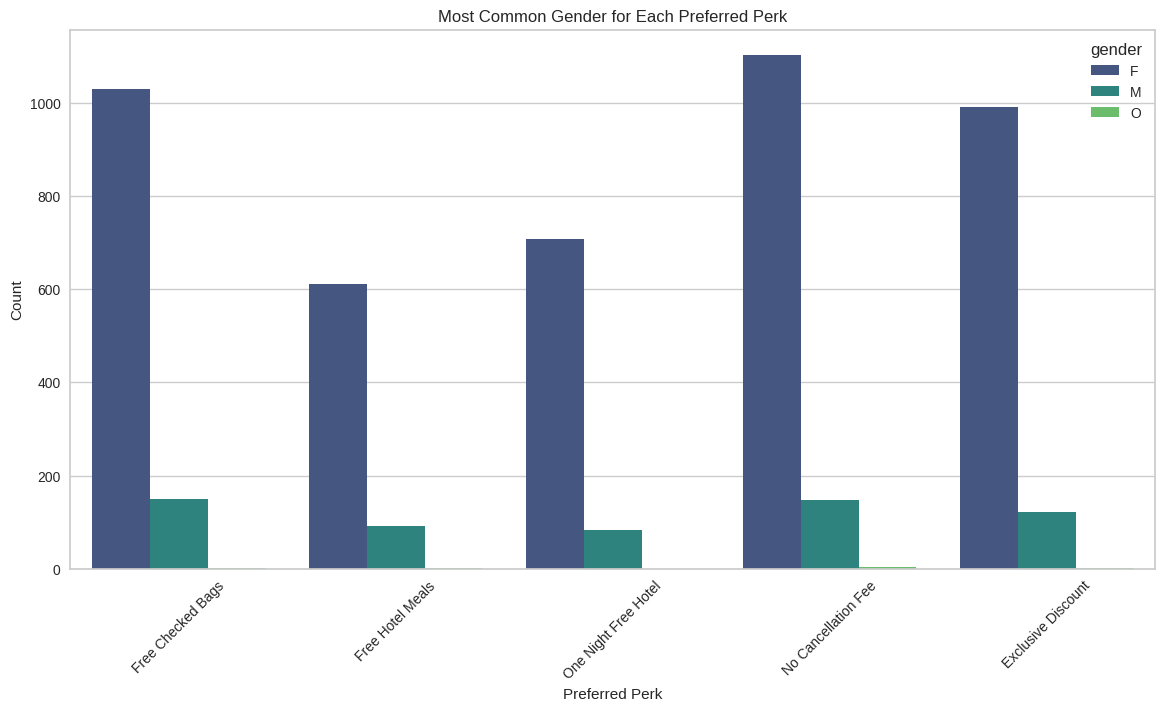 Most Common Gender for Each Preferred Perk
gender
F
M
O
Count
1000
800
600
400
200
0
Free Checked Bags
Free Hotel Meals
One Night Free Hotel
No Cancellation Fee
Exclusive Discount
Preferred Perk